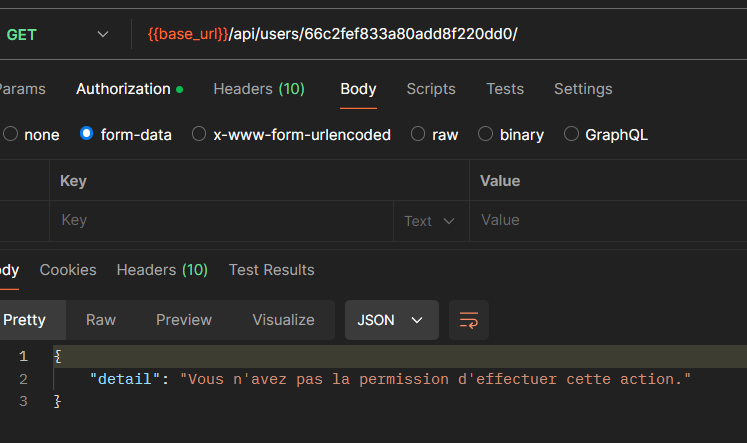 GET {{base_url}}/api/users/66c2fef833a80add8f220dd0/
Params Authorization Headers (10) Body Scripts Tests Settings
none form-data x-www-form-urlencoded raw binary GraphQL
Key Value
Key Text Value
Body Cookies Headers (10) Test Results
Pretty Raw Preview Visualize JSON
1 {
2 "detail": "Vous n'avez pas la permission d'effectuer cette action."
3 }